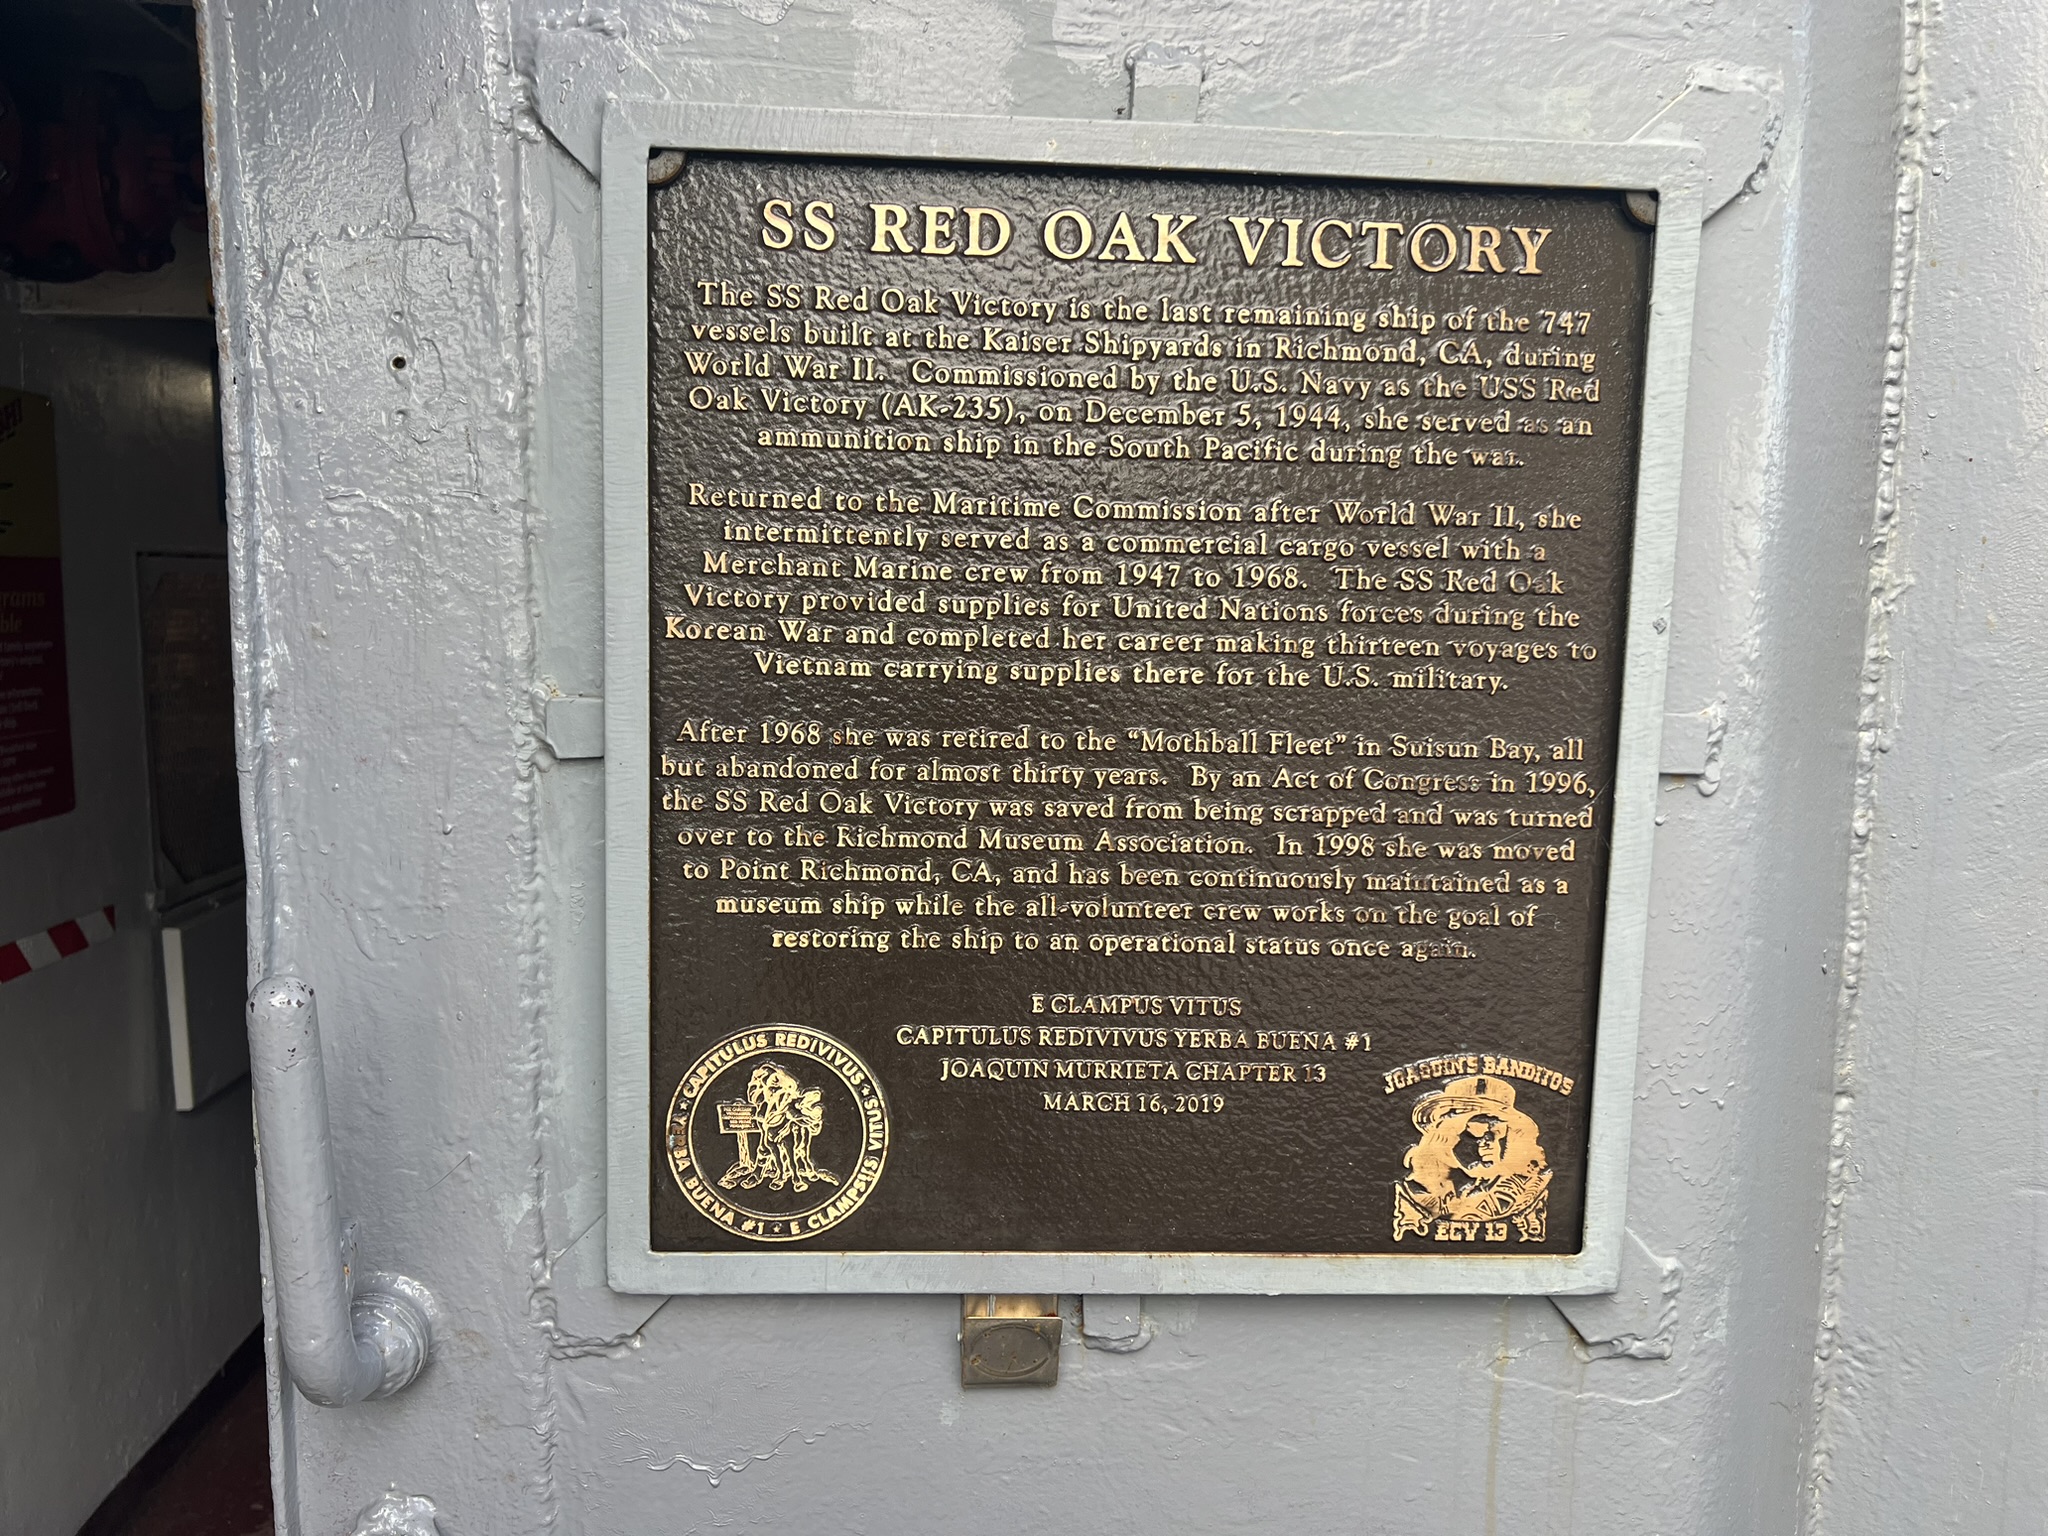 SS RED OAK VICTORY
The SS Red Oak Victory is the last remaining ship of the 747
vessels built at the Kaiser Shipyards in Richmond, CA, during
World War II. Commissioned by the U.S. Navy as the USS Red
Oak Victory (AK-235), on December 5, 1944, she served as an
ammunition ship in the South Pacific during the war.
Returned to the Maritime Commission after World War II, she
intermittently served as a commercial cargo vessel with a
Merchant Marine crew from 1947 to 1968. The SS Red Oak
Victory provided supplies for United Nations forces during the
Korean War and completed her career making thirteen voyages to
Vietnam carrying supplies there for the U.S. military.
After 1968 she was retired to the “Mothball Fleet” in Suisun Bay, all
but abandoned for almost thirty years. By an Act of Congress in 1996,
the SS Red Oak Victory was saved from being scrapped and was turned
over to the Richmond Museum Association. In 1998 she was moved
to Point Richmond, CA, and has been continuously maintained as a
museum ship while the all-volunteer crew works on the goal of
restoring the ship to an operational status once again.
E CLAMPUS VITUS
CAPITULUS REDIVIVUS YERBA BUENA #1
JOAQUIN MURRIETA CHAPTER 13
MARCH 16, 2019
CAPITULUS REDIVIVUS
YERBA BUENA #1 ★ E CLAMPSUS VITUS
JOAQUIN'S BANDITOS
ECV 13